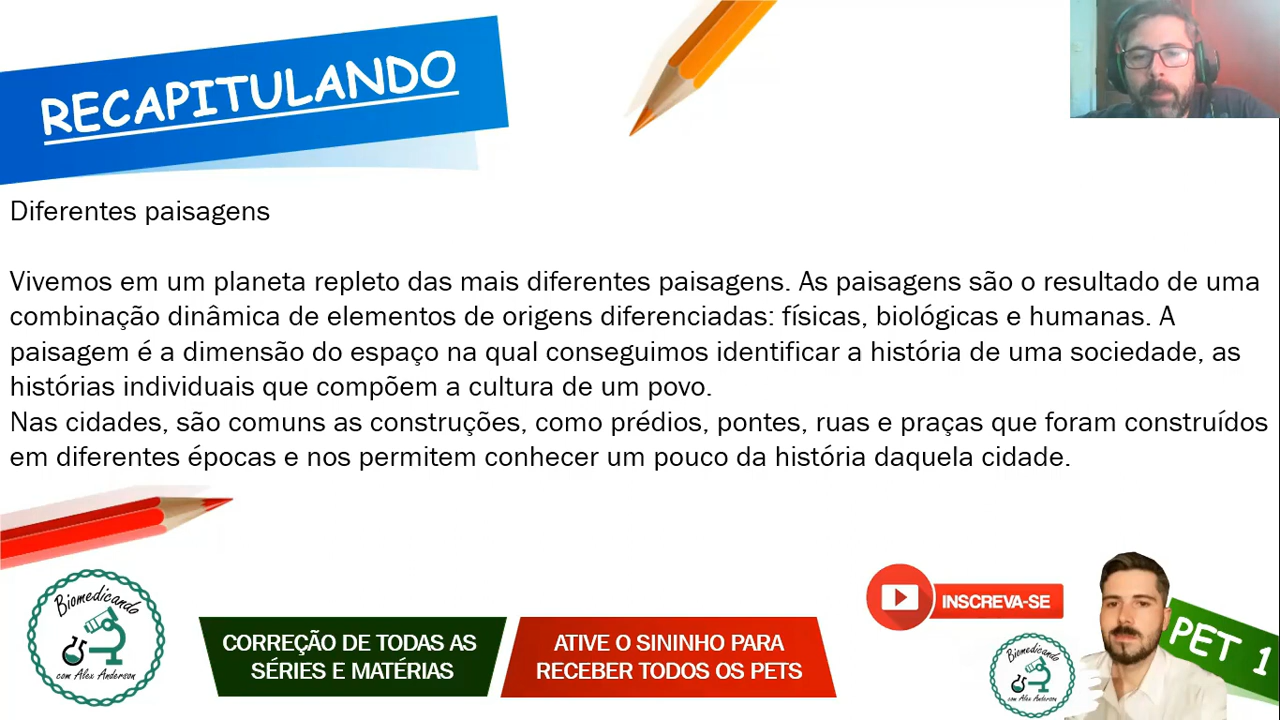 RECAPITULANDO
Diferentes paisagens
Vivemos em um planeta repleto das mais diferentes paisagens. As paisagens são o resultado de uma
combinação dinâmica de elementos de origens diferenciadas: físicas, biológicas e humanas. A
paisagem é a dimensão do espaço na qual conseguimos identificar a história de uma sociedade, as
histórias individuais que compõem a cultura de um povo.
Nas cidades, são comuns as construções, como prédios, pontes, ruas e praças que foram construídos
em diferentes épocas e nos permitem conhecer um pouco da história daquela cidade.
Biomedicando
com Alex Anderson
CORREÇÃO DE TODAS AS
SÉRIES E MATÉRIAS
ATIVE O SININHO PARA
RECEBER TODOS OS PETS
INSCREVA-SE
Biomedicando
com Alex Anderson
PET 1